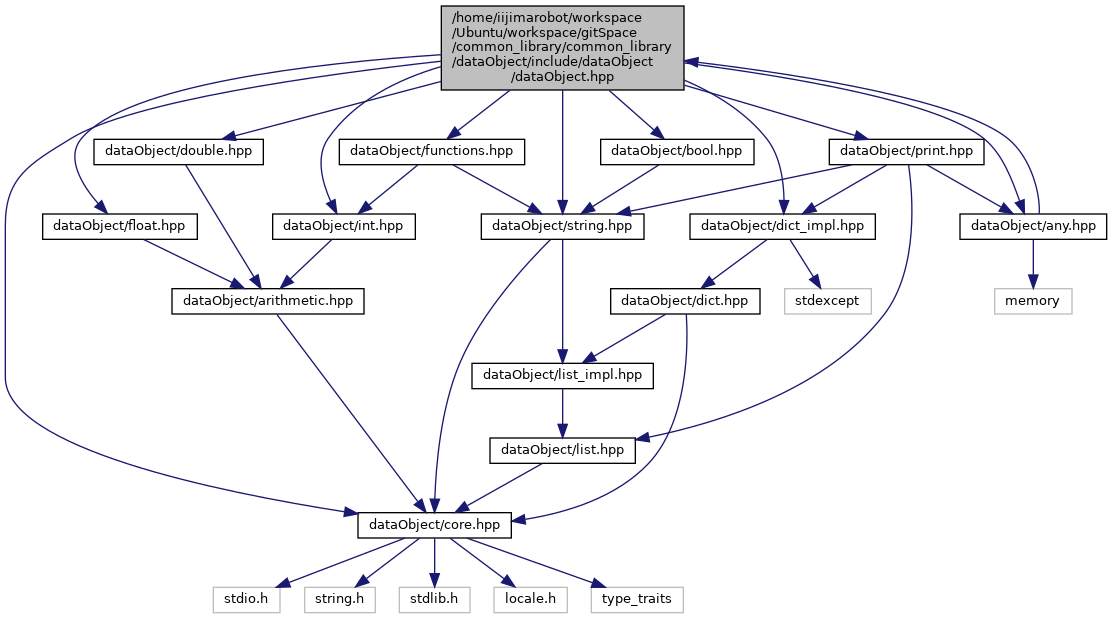 /home/iijimarobot/workspace
/Ubuntu/workspace/gitSpace
/common_library/common_library
/dataObject/include/dataObject
/dataObject.hpp
dataObject/double.hpp
dataObject/functions.hpp
dataObject/bool.hpp
dataObject/print.hpp
dataObject/float.hpp
dataObject/int.hpp
dataObject/string.hpp
dataObject/dict_impl.hpp
dataObject/any.hpp
dataObject/arithmetic.hpp
dataObject/dict.hpp
stdexcept
memory
dataObject/list_impl.hpp
dataObject/list.hpp
dataObject/core.hpp
stdio.h
string.h
stdlib.h
locale.h
type_traits